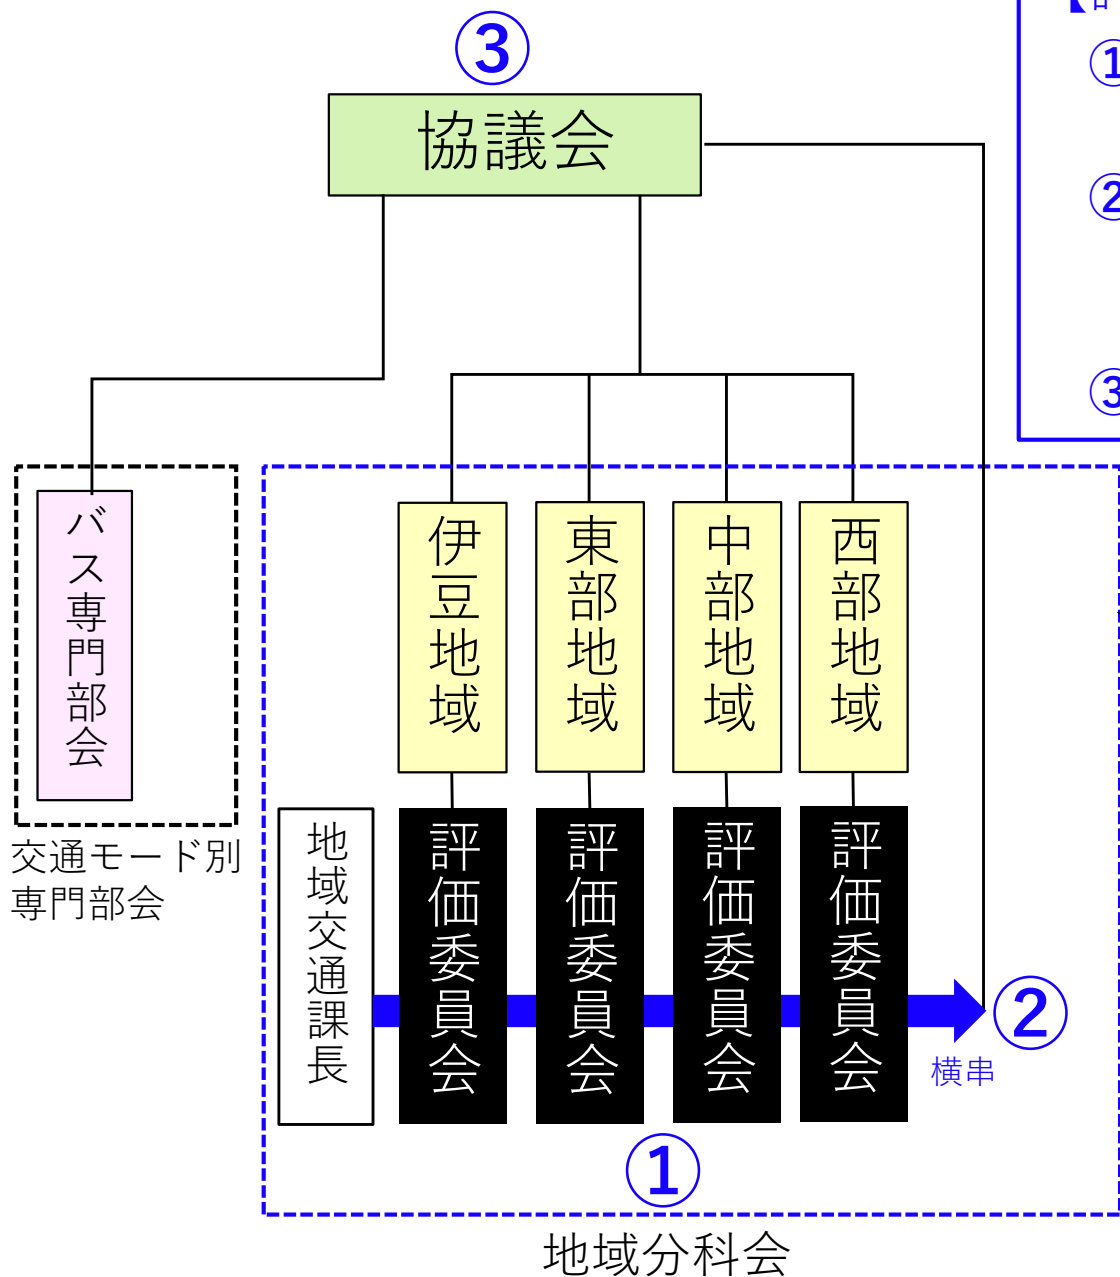 ③
協議会
①
②
③
バス専門部会
交通モード別
専門部会
伊豆地域
東部地域
中部地域
西部地域
地域交通課長
評価委員会
評価委員会
評価委員会
評価委員会
②
横串
①
地域分科会